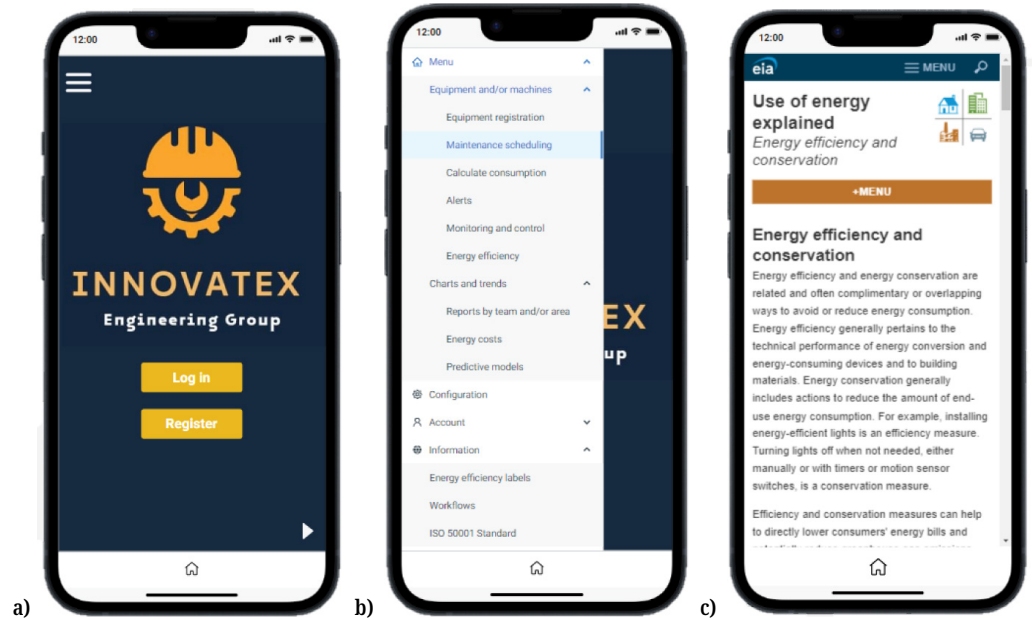 12:00
INNOVATEX
Engineering Group
Log in
Register
a)
12:00
Menu
Equipment and/or machines
Equipment registration
Maintenance scheduling
Calculate consumption
Alerts
Monitoring and control
Energy efficiency
Charts and trends
Reports by team and/or area
Energy costs
Predictive models
Configuration
Account
Information
Energy efficiency labels
Workflows
ISO 50001 Standard
EX
up
b)
12:00
eia
MENU
Use of energy
explained
Energy efficiency and
conservation
+MENU
Energy efficiency and
conservation
Energy efficiency and energy conservation are
related and often complimentary or overlapping
ways to avoid or reduce energy consumption.
Energy efficiency generally pertains to the
technical performance of energy conversion and
energy-consuming devices and to building
materials. Energy conservation generally
includes actions to reduce the amount of end-
use energy consumption. For example, installing
energy-efficient lights is an efficiency measure.
Turning lights off when not needed, either
manually or with timers or motion sensor
switches, is a conservation measure.
Efficiency and conservation measures can help
to directly lower consumers' energy bills and
c)